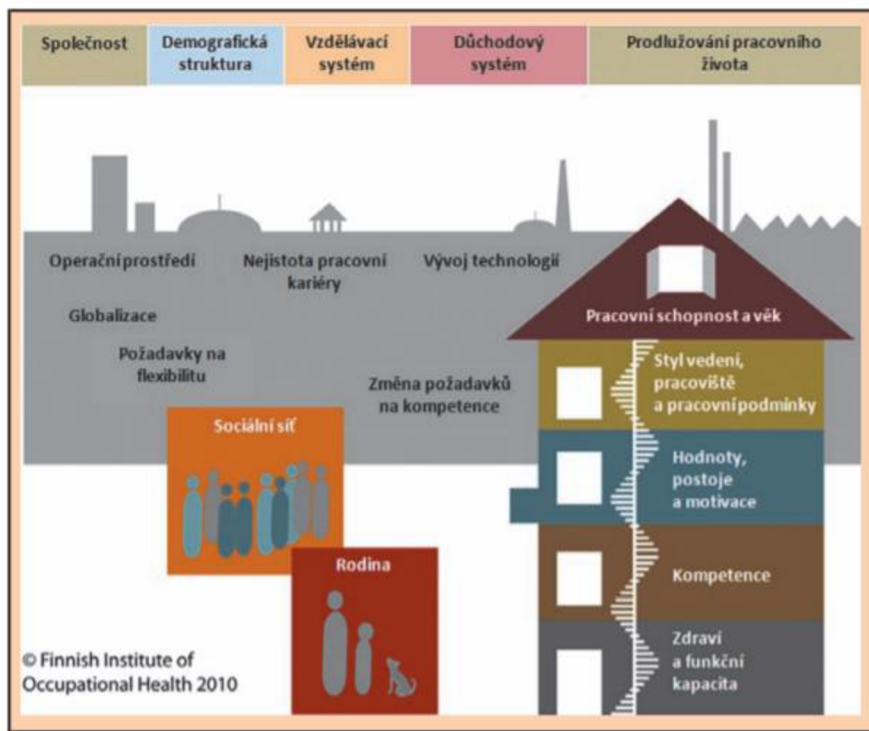 Společnost
Demografická
struktura
Vzdělávací
systém
Důchodový
systém
Prodlužování pracovního
života
Operační prostředí
Nejistota pracovní
kariéry
Vývoj technologií
Globalizace
Požadavky na
flexibilitu
Změna požadavků
na kompetence
Sociální síť
Rodina
Pracovní schopnost a věk
Styl vedení,
pracoviště
a pracovní podmínky
Hodnoty,
postoje
a motivace
Kompetence
Zdraví
a funkční
kapacita
© Finnish Institute of
Occupational Health 2010